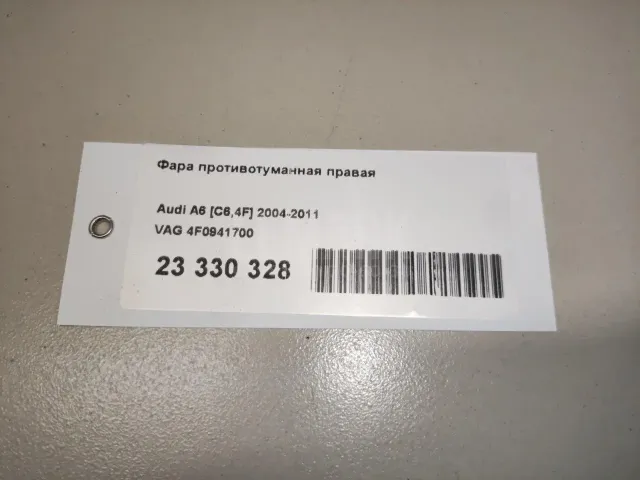 Фара противотуманная правая
Audi A6 [C6,4F] 2004-2011
VAG 4F0941700
23 330 328